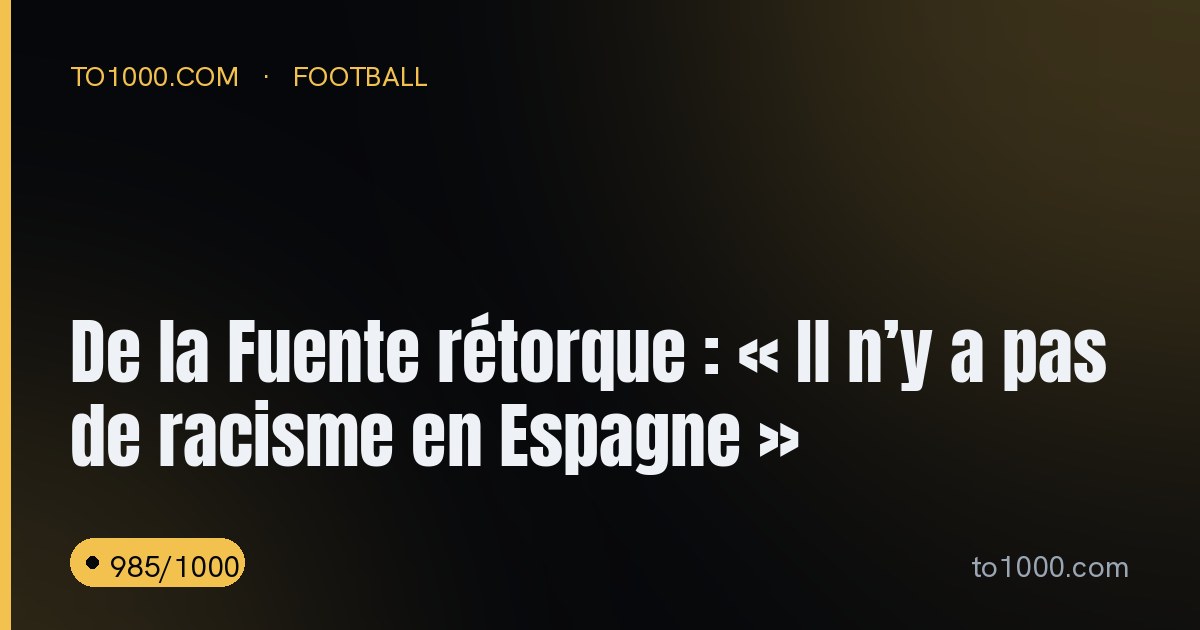 TO1000.COM · FOOTBALL
De la Fuente rétorque : « Il n’y a pas
de racisme en Espagne »
985/1000
to1000.com